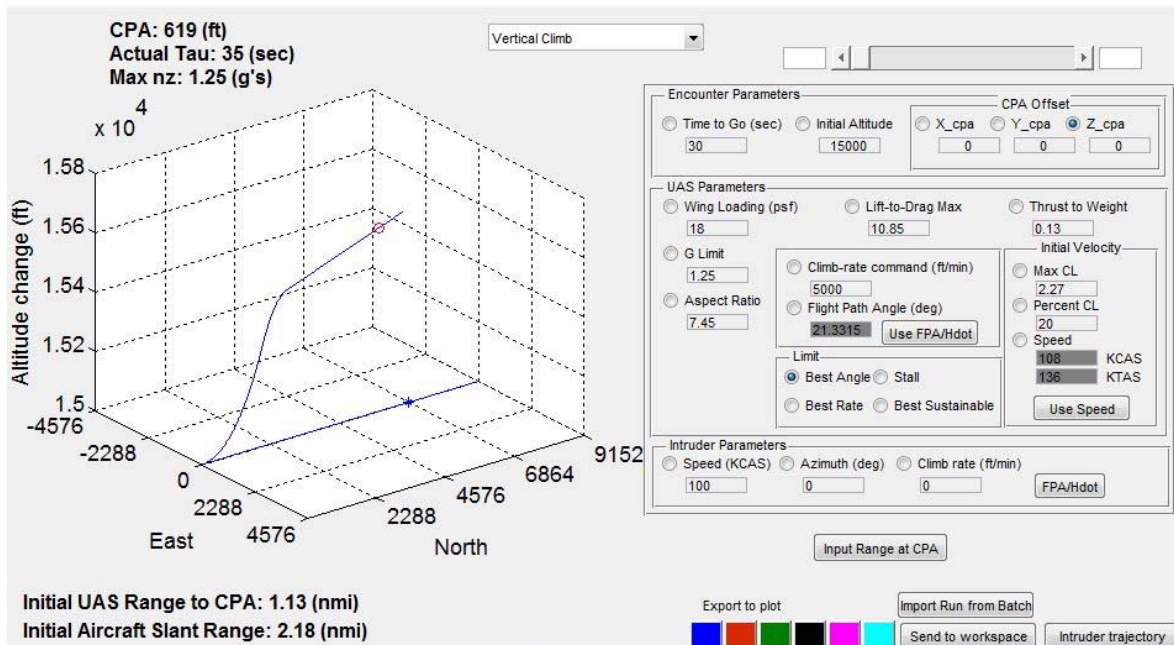 CPA: 619 (ft)
Actual Tau: 35 (sec)
Max nz: 1.25 (g's)
Vertical Climb
4
x 10
1.58
1.56
1.54
1.52
1.5
Altitude change (ft)
-4576
-2288
0
2288
4576
East
2288
4576
6864
9152
North
Initial UAS Range to CPA: 1.13 (nmi)
Initial Aircraft Slant Range: 2.18 (nmi)
Encounter Parameters
CPA Offset
Time to Go (sec) Initial Altitude X_cpa Y_cpa Z_cpa
30 15000 0 0 0
UAS Parameters
Wing Loading (psf) Lift-to-Drag Max Thrust to Weight
18 10.85 0.13
G Limit
1.25
Aspect Ratio
7.45
Climb-rate command (ft/min)
5000
Flight Path Angle (deg)
21.3315 Use FPA/Hdot
Limit
Best Angle Stall
Best Rate Best Sustainable
Initial Velocity
Max CL
2.27
Percent CL
20
Speed
108 KCAS
136 KTAS
Use Speed
Intruder Parameters
Speed (KCAS) Azimuth (deg) Climb rate (ft/min)
100 0 0 FPA/Hdot
Input Range at CPA
Export to plot
Import Run from Batch
Send to workspace
Intruder trajectory